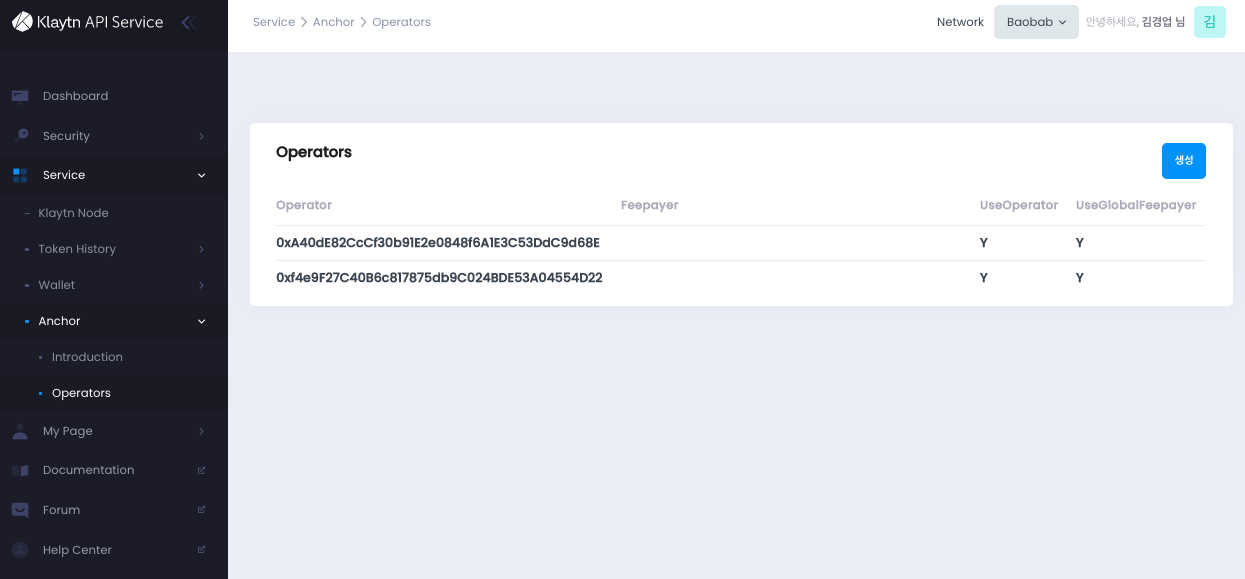 Klaytn API Service
Service > Anchor > Operators
Network Baobab 안녕하세요, 김경업 님 김
Dashboard
Security
Service
Klaytn Node
Token History
Wallet
Anchor
Introduction
Operators
My Page
Documentation
Forum
Help Center
Operators
생성
Operator Feepayer UseOperator UseGlobalFeepayer
0xA40dE82CcCf30b91E2e0848f6A1E3C53DdC9d68E Y Y
0xf4e9F27C40B6c817875db9C024BDE53A04554D22 Y Y